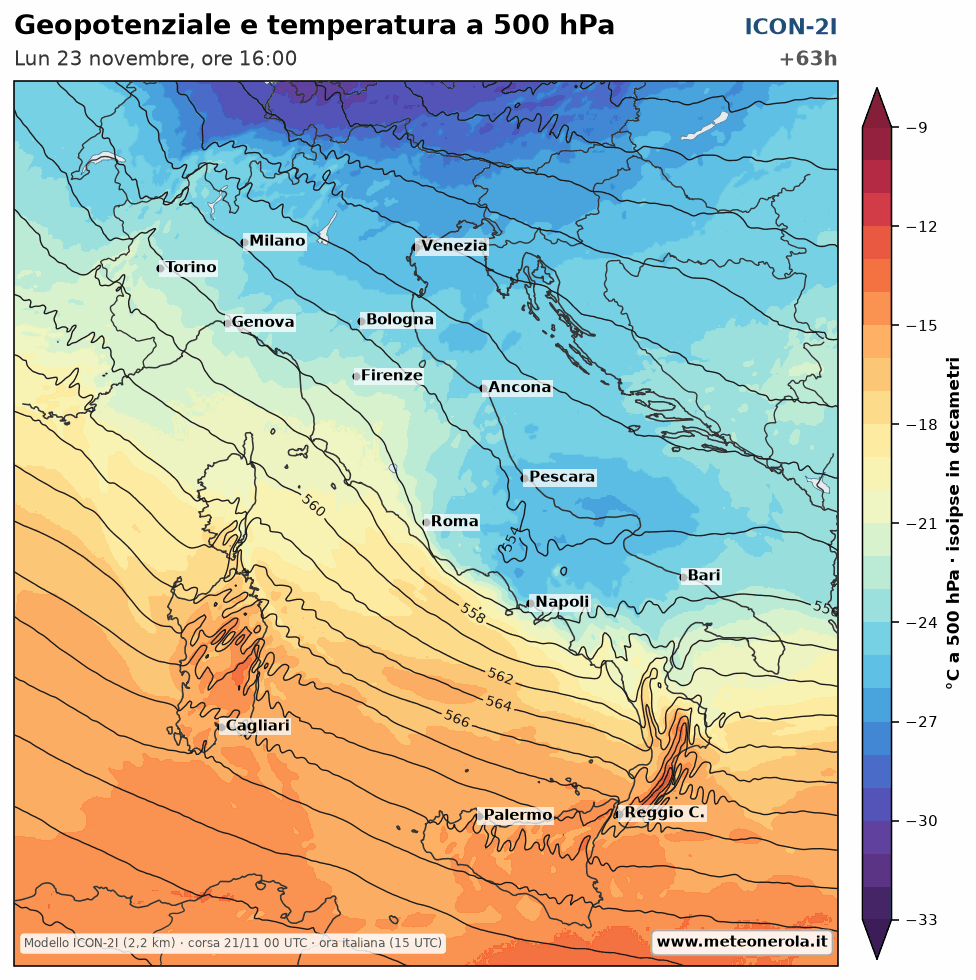 Geopotenziale e temperatura a 500 hPa
ICON-2I
Lun 23 novembre, ore 16:00
+63h
−9
−12
−15
−18
−21
−24
−27
−30
−33
°C a 500 hPa · isoipse in decametri
Milano
Venezia
Torino
Genova
Bologna
Firenze
Ancona
Pescara
560
Roma
554
Bari
Napoli
558
562
564
566
Cagliari
Palermo
Reggio C.
Modello ICON-2I (2,2 km) · corsa 21/11 00 UTC · ora italiana (15 UTC)
www.meteonerola.it